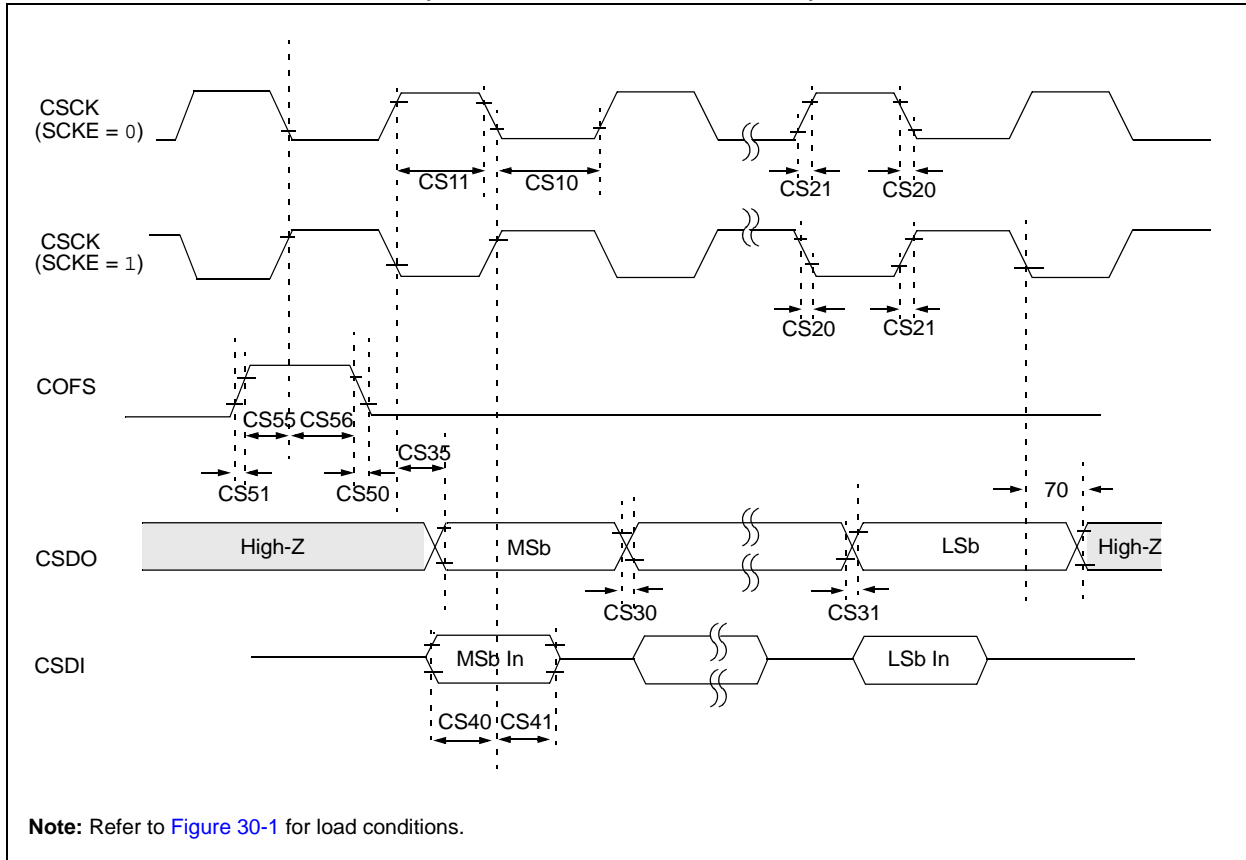 CSCK
(SCKE = 0)
CS11
CS10
CS21
CS20
CSCK
(SCKE = 1)
CS20
CS21
COFS
CS55
CS56
CS35
CS51
CS50
70
CSDO
High-Z
MSb
LSb
High-Z
CS30
CS31
CSDI
MSb In
LSb In
CS40
CS41
Note: Refer to Figure 30-1 for load conditions.